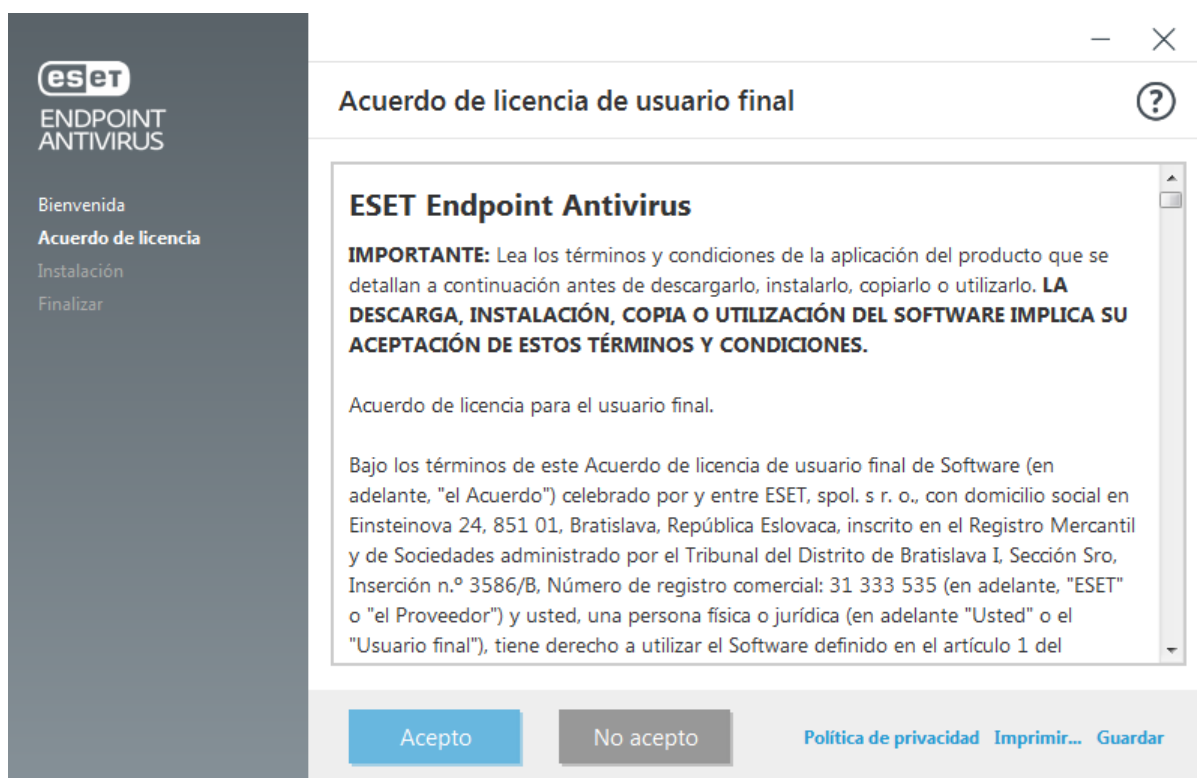 eset
ENDPOINT
ANTIVIRUS
Bienvenida
Acuerdo de licencia
Instalación
Finalizar
Acuerdo de licencia de usuario final
?
ESET Endpoint Antivirus
IMPORTANTE: Lea los términos y condiciones de la aplicación del producto que se
detallan a continuación antes de descargarlo, instalarlo, copiarlo o utilizarlo. LA
DESCARGA, INSTALACIÓN, COPIA O UTILIZACIÓN DEL SOFTWARE IMPLICA SU
ACEPTACIÓN DE ESTOS TÉRMINOS Y CONDICIONES.
Acuerdo de licencia para el usuario final.
Bajo los términos de este Acuerdo de licencia de usuario final de Software (en
adelante, "el Acuerdo") celebrado por y entre ESET, spol. s r. o., con domicilio social en
Einsteinova 24, 851 01, Bratislava, República Eslovaca, inscrito en el Registro Mercantil
y de Sociedades administrado por el Tribunal del Distrito de Bratislava I, Sección Sro,
Inserción n.º 3586/B, Número de registro comercial: 31 333 535 (en adelante, "ESET"
o "el Proveedor") y usted, una persona física o jurídica (en adelante "Usted" o el
"Usuario final"), tiene derecho a utilizar el Software definido en el artículo 1 del
Acepto
No acepto
Política de privacidad Imprimir... Guardar